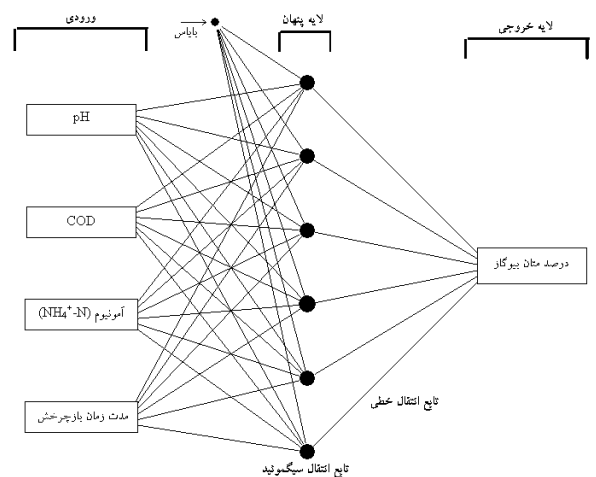 ورودی
لایه پنهان
لایه خروجی
بایاس
pH
COD
آمونیوم (NH4+-N)
مدت زمان بازچرخش
درصد متان بیوگاز
تابع انتقال خطی
تابع انتقال سیگموئید